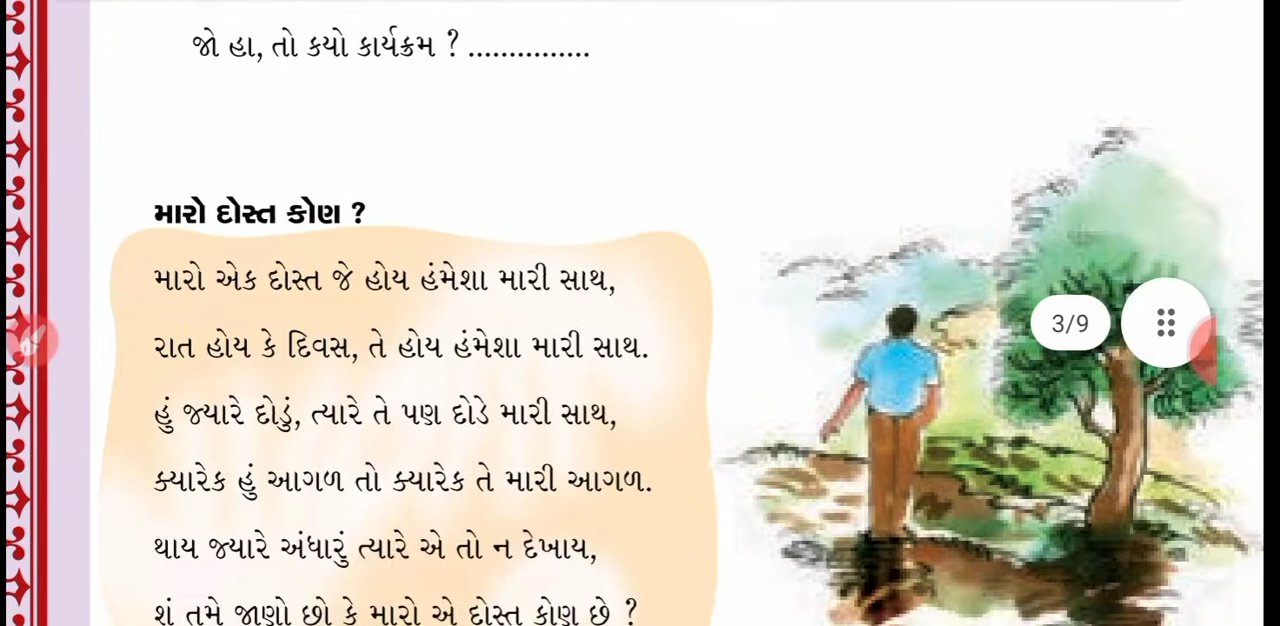 જો હા, તો કયો કાર્યક્રમ ? ...............
મારો દોસ્ત કોણ ?
મારો એક દોસ્ત જે હોય હંમેશા મારી સાથ,
રાત હોય કે દિવસ, તે હોય હંમેશા મારી સાથ.
હું જ્યારે દોડું, ત્યારે તે પણ દોડે મારી સાથ,
ક્યારેક હું આગળ તો ક્યારેક તે મારી આગળ.
થાય જ્યારે અંધારું ત્યારે એ તો ન દેખાય,
શું તમે જાણો છો કે મારો એ દોસ્ત કોણ છે ?
3/9